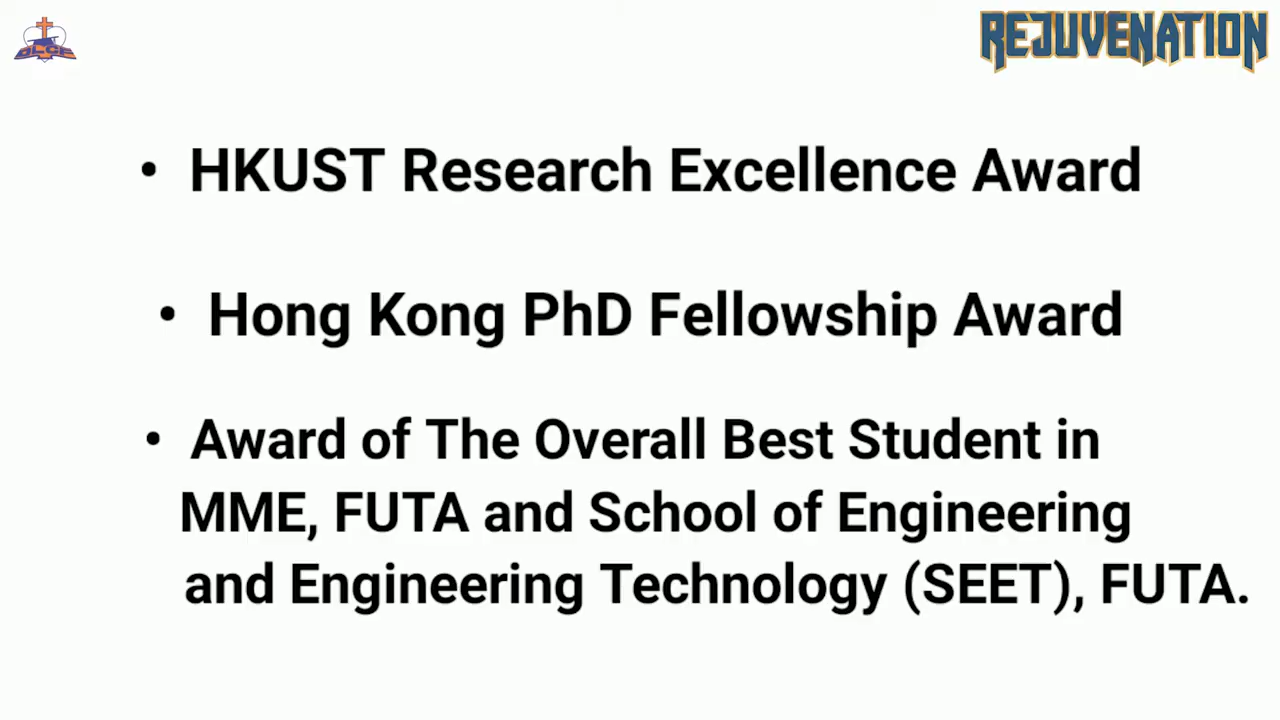 DLCF
REJUVENATION
• HKUST Research Excellence Award
• Hong Kong PhD Fellowship Award
• Award of The Overall Best Student in
MME, FUTA and School of Engineering
and Engineering Technology (SEET), FUTA.